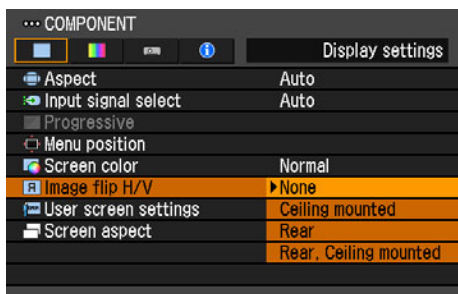 … COMPONENT
Display settings
Aspect Auto
Input signal select Auto
Progressive
Menu position
Screen color Normal
Image flip H/V None
User screen settings Ceiling mounted
Screen aspect Rear
Rear, Ceiling mounted